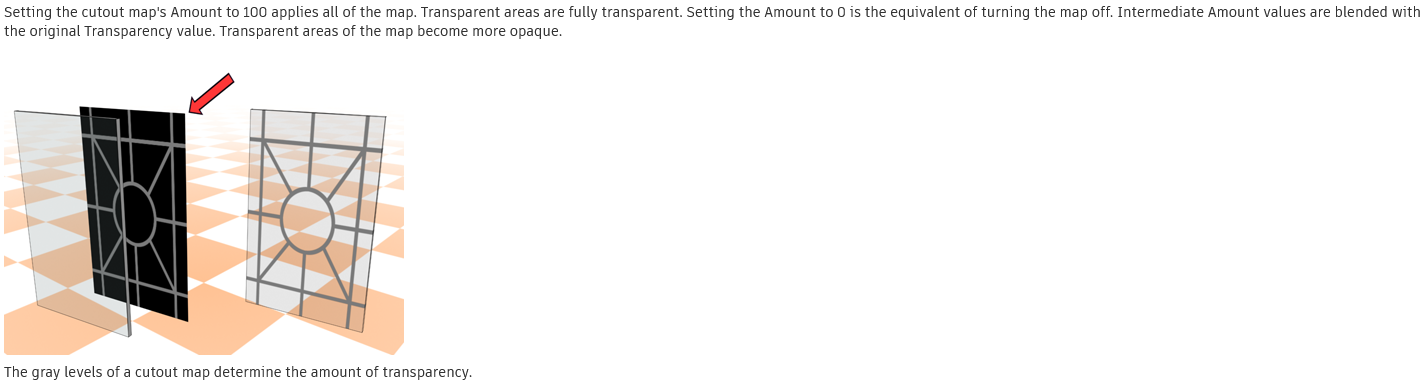 Setting the cutout map's Amount to 100 applies all of the map. Transparent areas are fully transparent. Setting the Amount to 0 is the equivalent of turning the map off. Intermediate Amount values are blended with
the original Transparency value. Transparent areas of the map become more opaque.
The gray levels of a cutout map determine the amount of transparency.